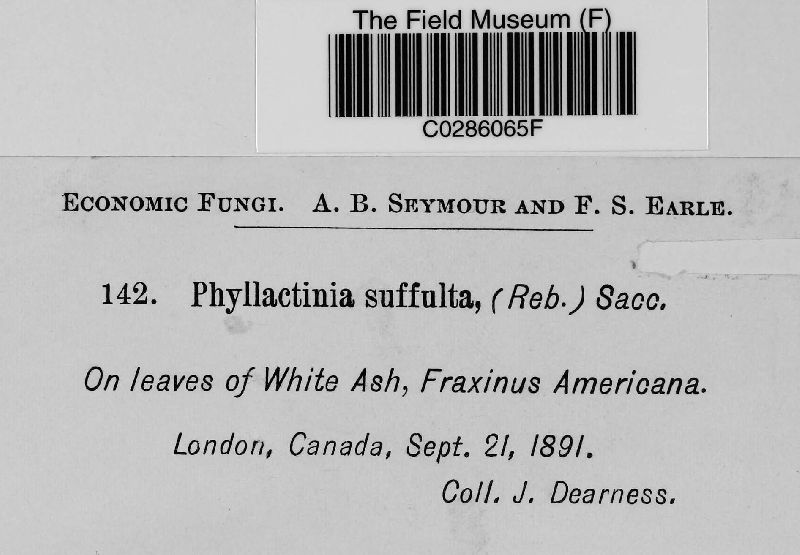 The Field Museum (F)
C0286065F
Economic Fungi. A. B. Seymour and F. S. Earle.
142. Phyllactinia suffulta, (Reb.) Sacc.
On leaves of White Ash, Fraxinus Americana.
London, Canada, Sept. 21, 1891.
Coll. J. Dearness.